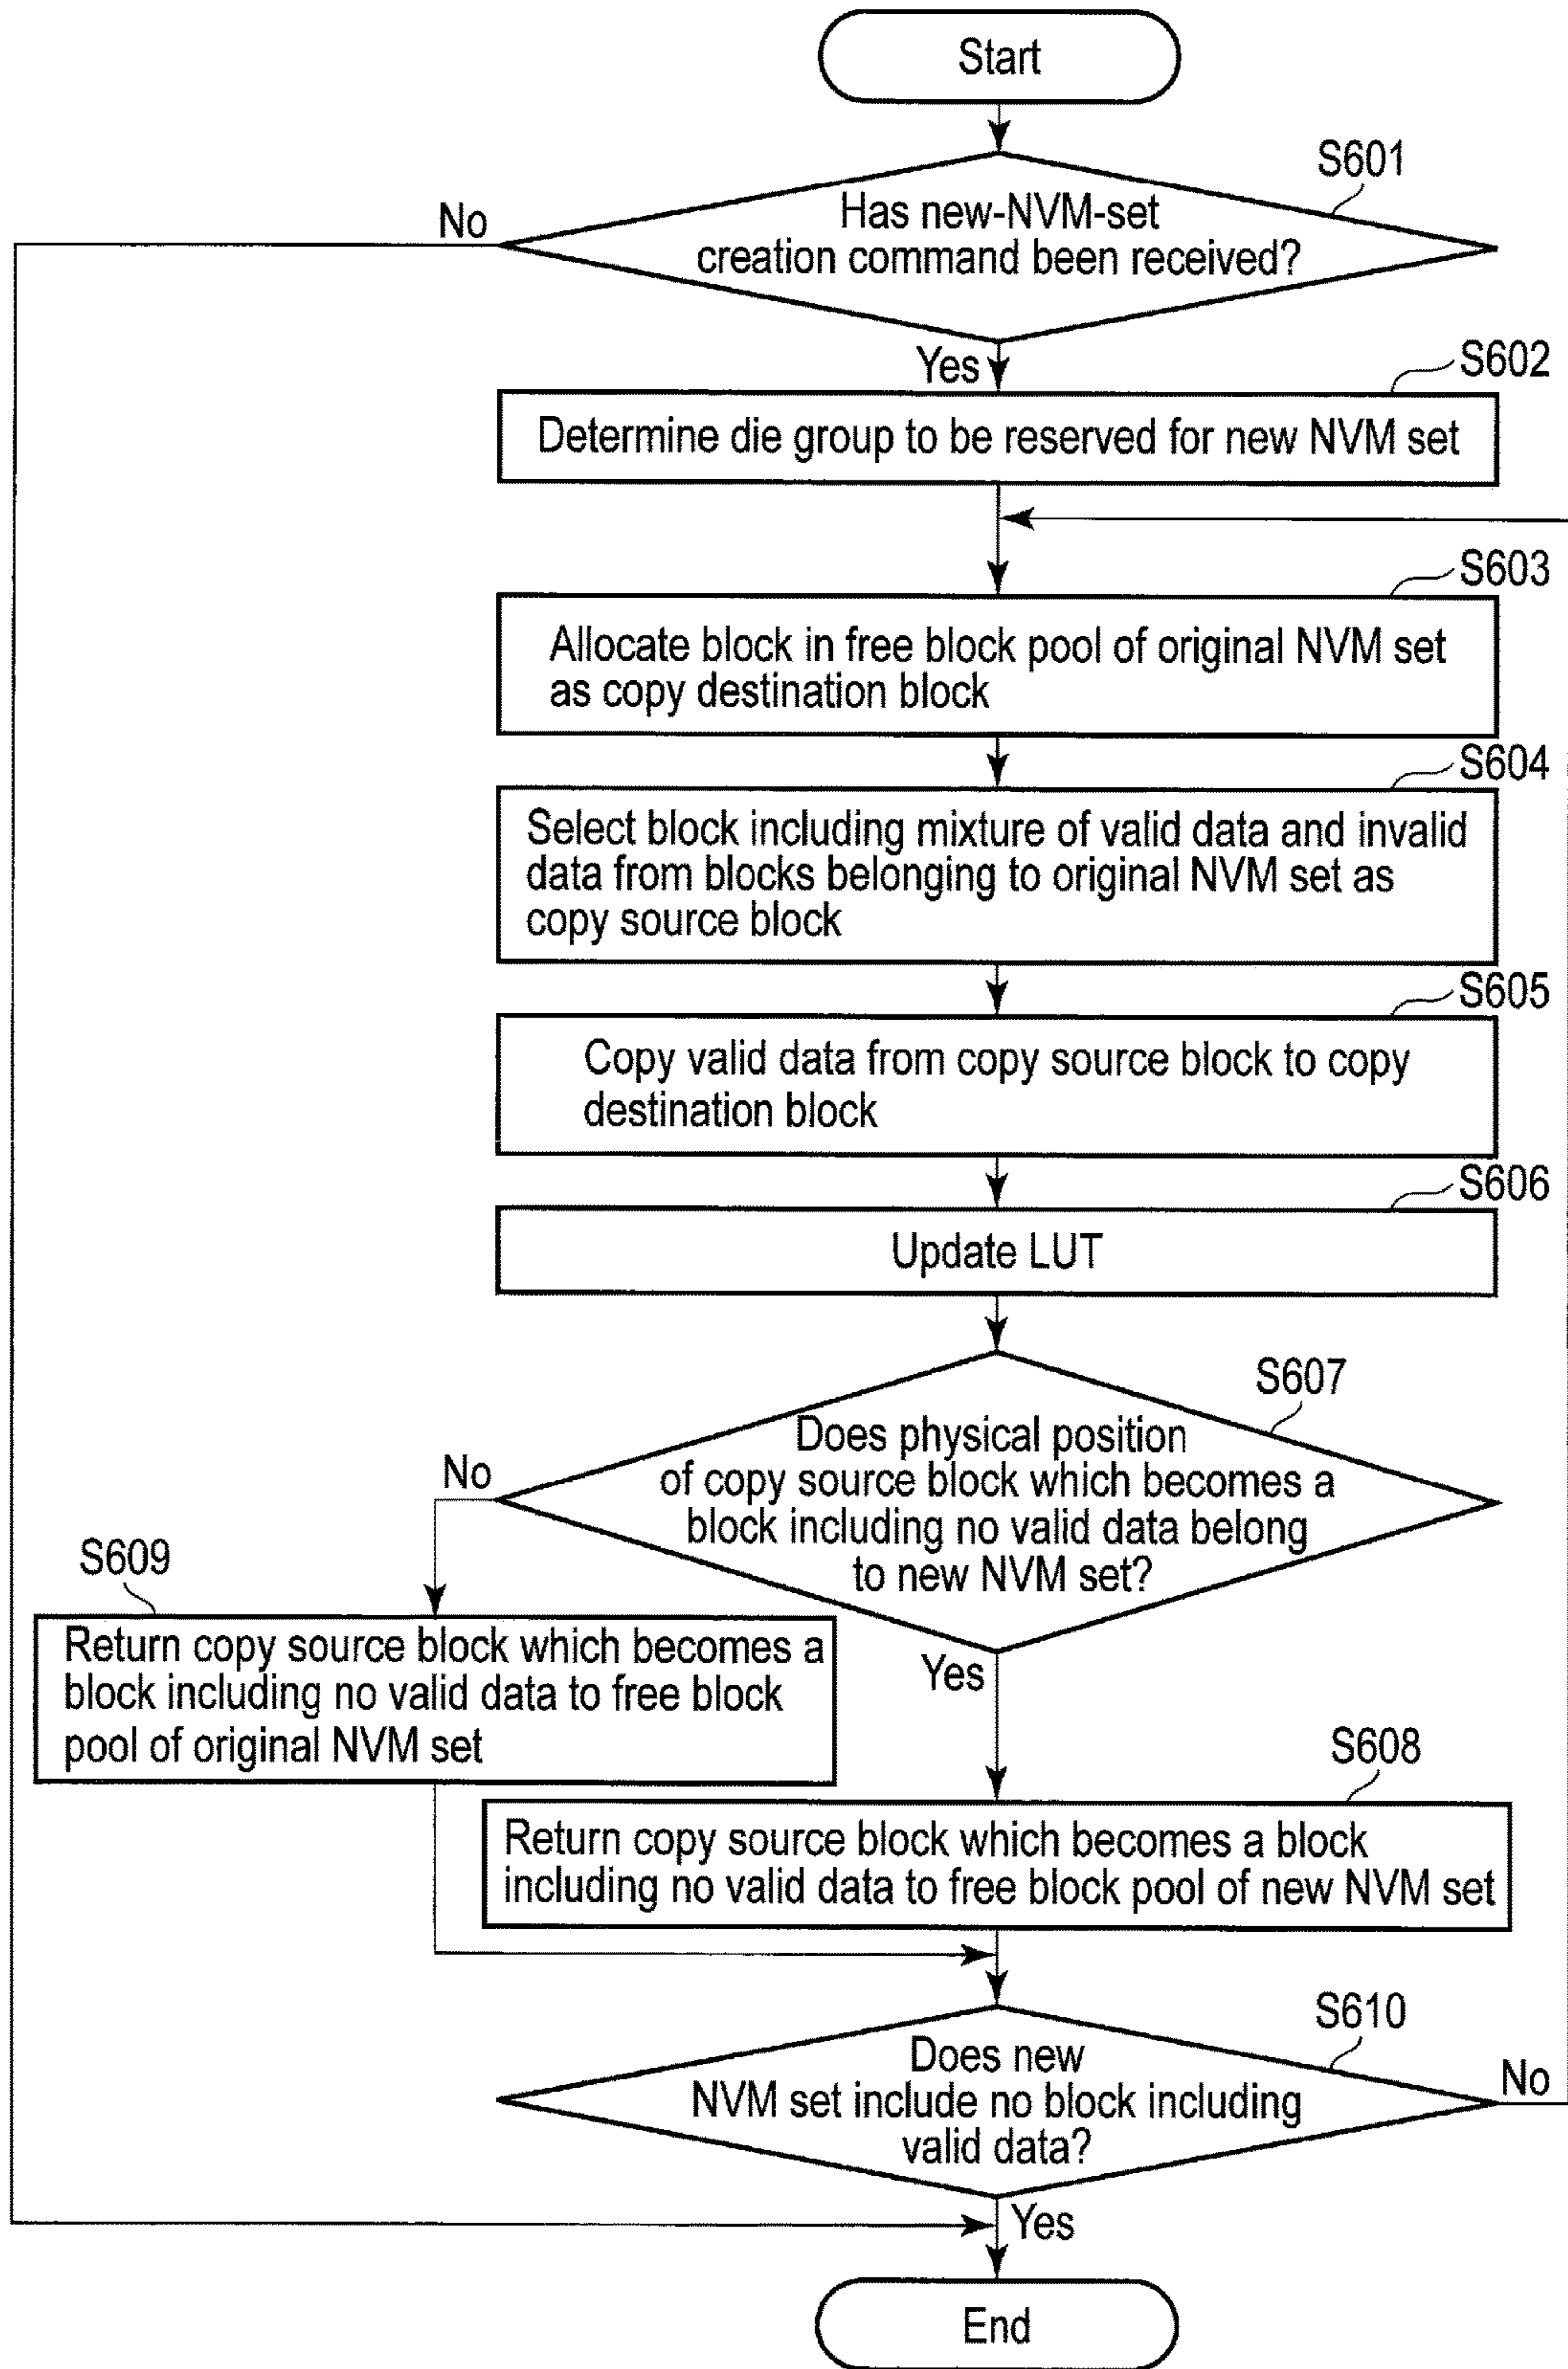 Start
S601
Has new-NVM-set
creation command been received?
No
Yes
S602
Determine die group to be reserved for new NVM set
S603
Allocate block in free block pool of original NVM set
as copy destination block
S604
Select block including mixture of valid data and invalid
data from blocks belonging to original NVM set as
copy source block
S605
Copy valid data from copy source block to copy
destination block
S606
Update LUT
S607
Does physical position
of copy source block which becomes a
block including no valid data belong
to new NVM set?
No
Yes
S609
Return copy source block which becomes a
block including no valid data to free block
pool of original NVM set
S608
Return copy source block which becomes a block
including no valid data to free block pool of new NVM set
S610
Does new
NVM set include no block including
valid data?
No
Yes
End